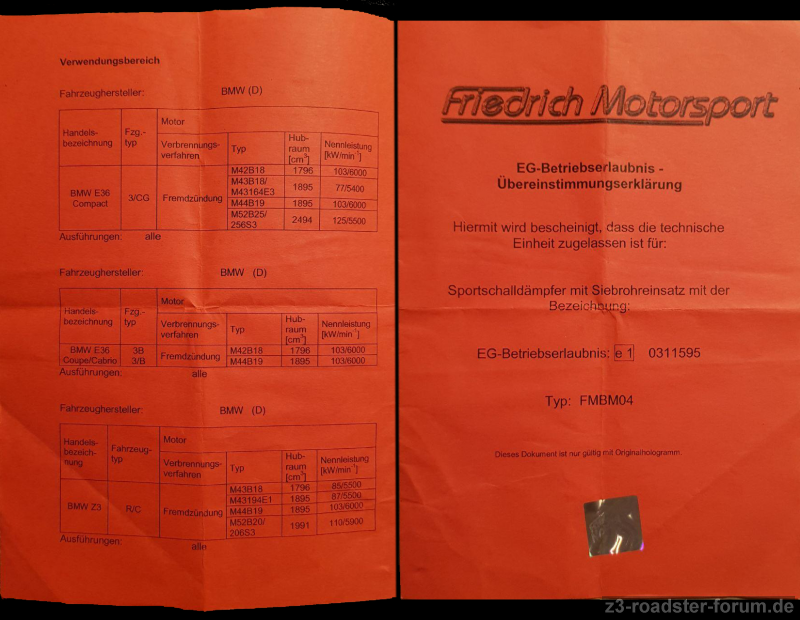 Verwendungsbereich
Fahrzeughersteller: BMW (D)
Handels-
bezeichnung
Fzg.-
typ
Motor
Verbrennungs-
verfahren
Typ
Hub-
raum
[cm³]
Nennleistung
[kW/min⁻¹]
BMW E36
Compact
3/CG
Fremdzündung
M42B18 1796 103/6000
M43B18/
M43164E3 1895 77/5400
M44B19 1895 103/6000
M52B25/
256S3 2494 125/5500
Ausführungen: alle
Fahrzeughersteller: BMW (D)
Handels-
bezeichnung
Fzg.-
typ
Motor
Verbrennungs-
verfahren
Typ
Hub-
raum
[cm³]
Nennleistung
[kW/min⁻¹]
BMW E36
Coupe/Cabrio
3B
3/B
Fremdzündung
M42B18 1796 103/6000
M44B19 1895 103/6000
Ausführungen: alle
Fahrzeughersteller: BMW (D)
Handels-
bezeich-
nung
Fahrzeug-
typ
Motor
Verbrennungs-
verfahren
Typ
Hub-
raum
[cm³]
Nennleistung
[kW/min⁻¹]
BMW Z3
R/C
Fremdzündung
M43B18 1796 85/5500
M43194E1 1895 87/5500
M44B19 1895 103/6000
M52B20/
206S3 1991 110/5900
Ausführungen: alle
Friedrich Motorsport
EG-Betriebserlaubnis -
Übereinstimmungserklärung
Hiermit wird bescheinigt, dass die technische
Einheit zugelassen ist für:
Sportschalldämpfer mit Siebrohreinsatz mit der
Bezeichnung:
EG-Betriebserlaubnis: e 1 0311595
Typ: FMBM04
Dieses Dokument ist nur gültig mit Originalhologramm.
z3-roadster-forum.de